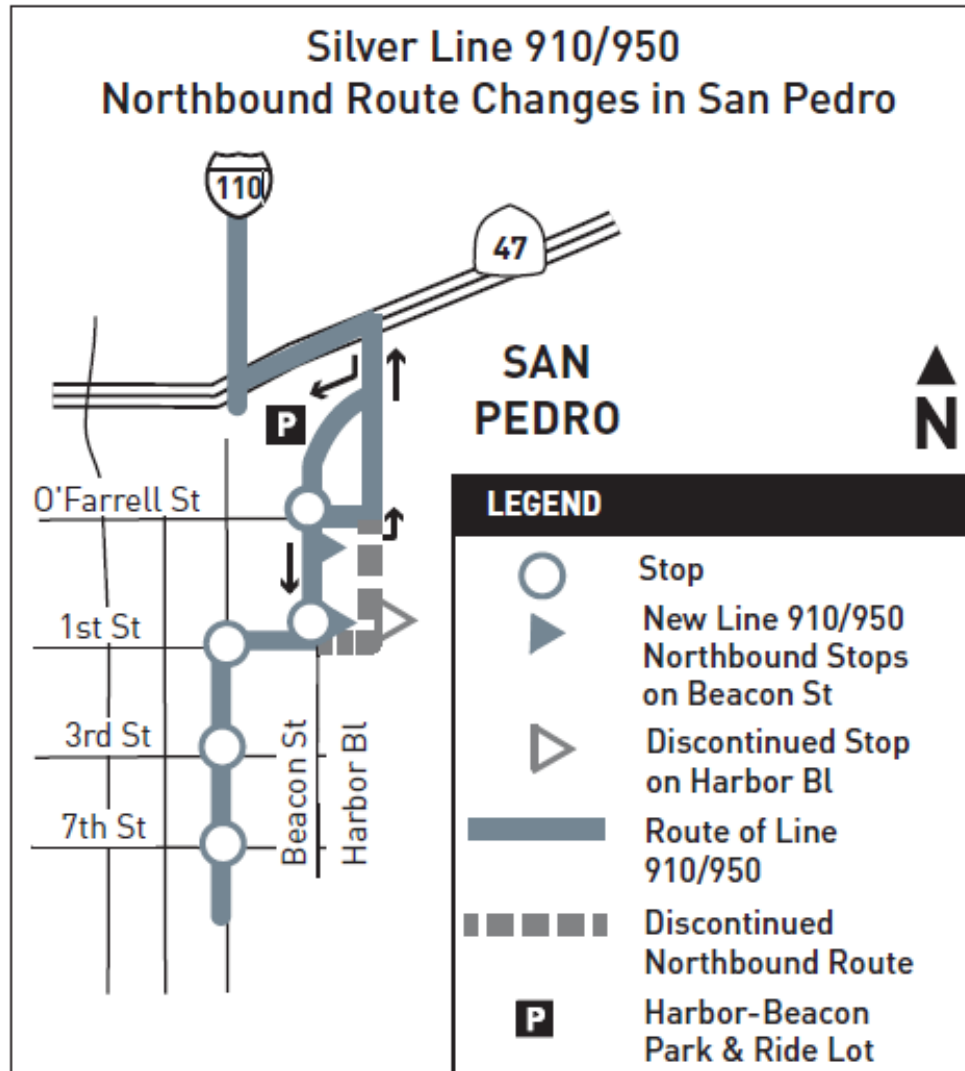 Silver Line 910/950
Northbound Route Changes in San Pedro
110
47
SAN
PEDRO
N
P
O'Farrell St
1st St
3rd St
7th St
Beacon St
Harbor Bl
LEGEND
Stop
New Line 910/950
Northbound Stops
on Beacon St
Discontinued Stop
on Harbor Bl
Route of Line
910/950
Discontinued
Northbound Route
P
Harbor-Beacon
Park & Ride Lot